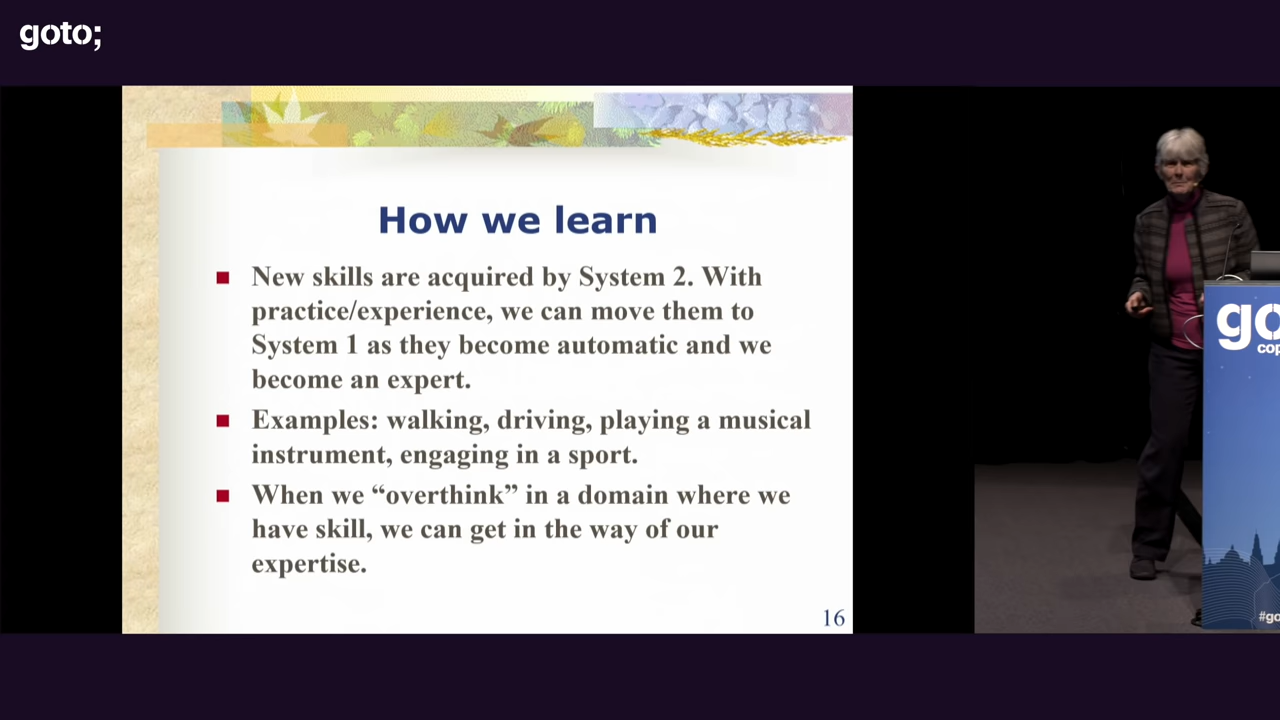 goto;
How we learn
New skills are acquired by System 2. With
practice/experience, we can move them to
System 1 as they become automatic and we
become an expert.
Examples: walking, driving, playing a musical
instrument, engaging in a sport.
When we “overthink” in a domain where we
have skill, we can get in the way of our
expertise.
16
go
cop
#go